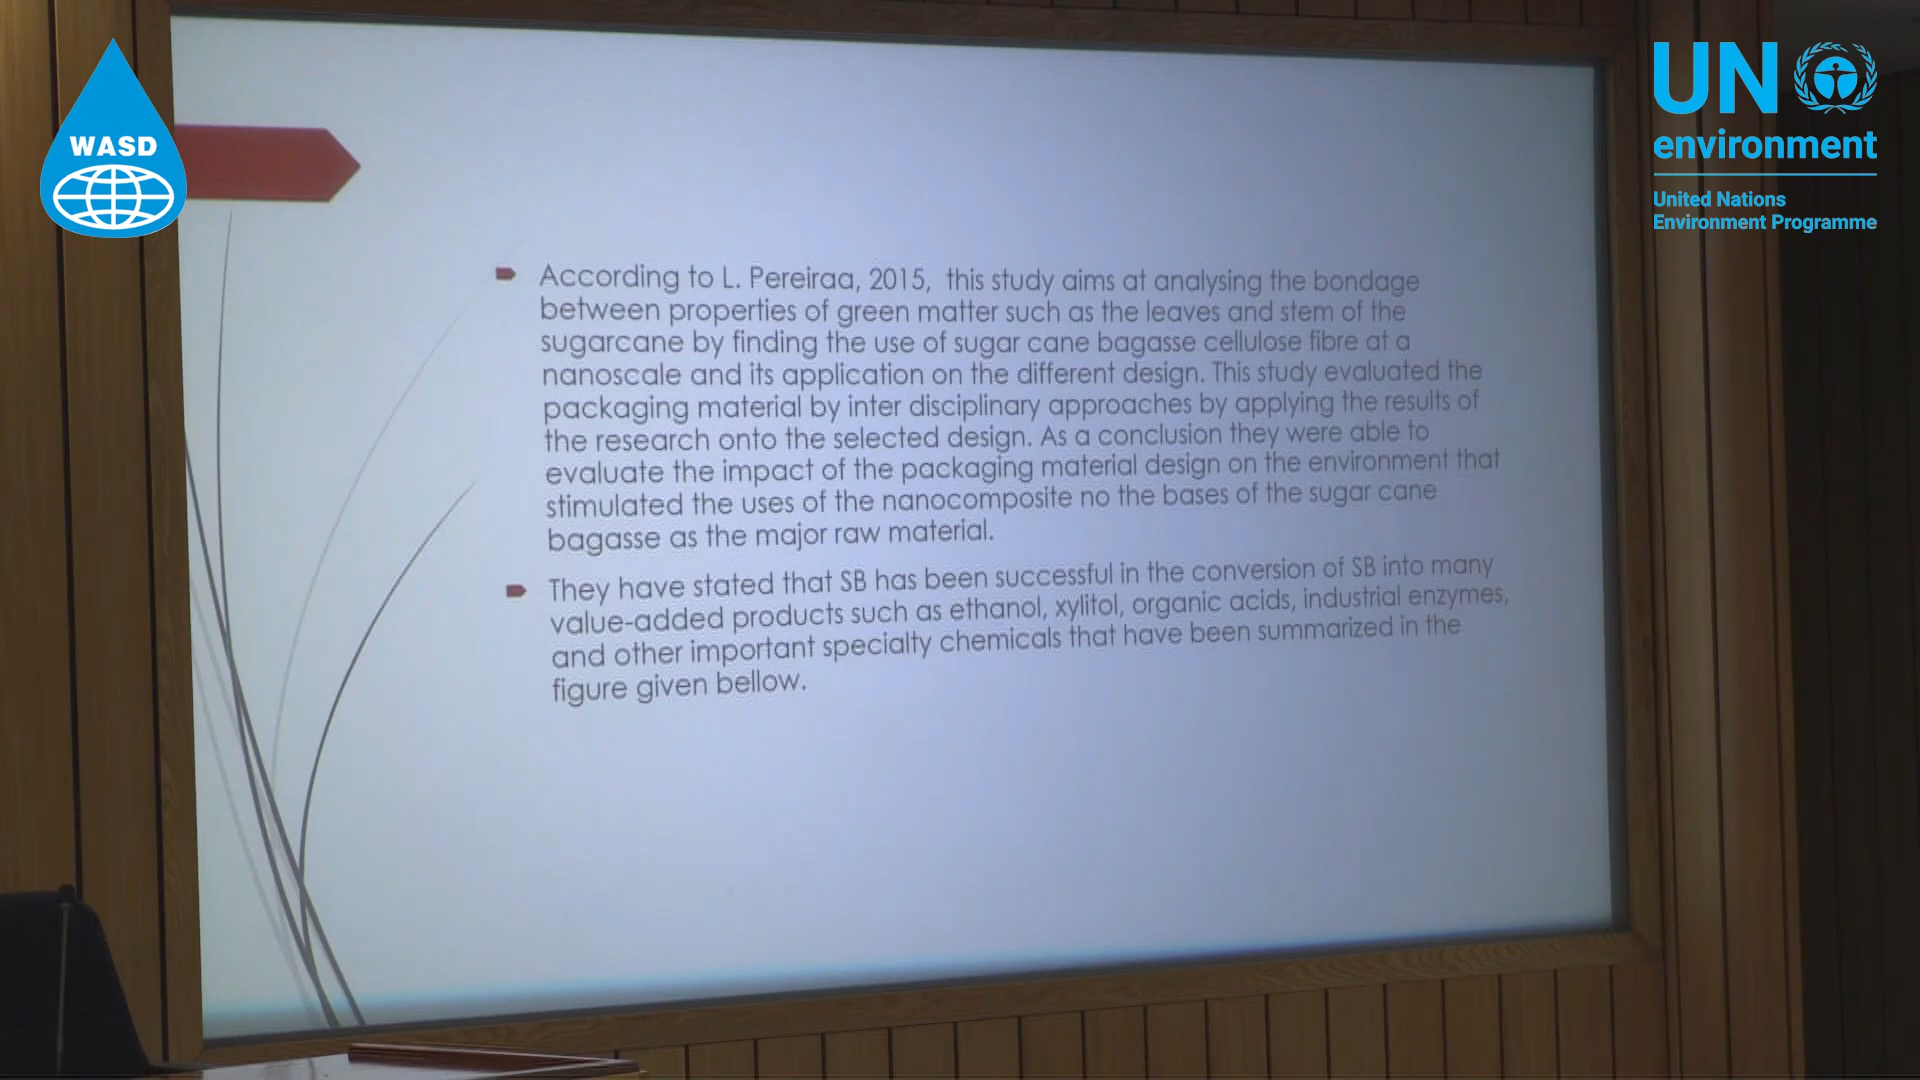 WASD
UN
environment
United Nations
Environment Programme
According to L. Pereiraa, 2015, this study aims at analysing the bondage
between properties of green matter such as the leaves and stem of the
sugarcane by finding the use of sugar cane bagasse cellulose fibre at a
nanoscale and its application on the different design. This study evaluated the
packaging material by inter disciplinary approaches by applying the results of
the research onto the selected design. As a conclusion they were able to
evaluate the impact of the packaging material design on the environment that
stimulated the uses of the nanocomposite no the bases of the sugar cane
bagasse as the major raw material.
They have stated that SB has been successful in the conversion of SB into many
value-added products such as ethanol, xylitol, organic acids, industrial enzymes,
and other important specialty chemicals that have been summarized in the
figure given bellow.